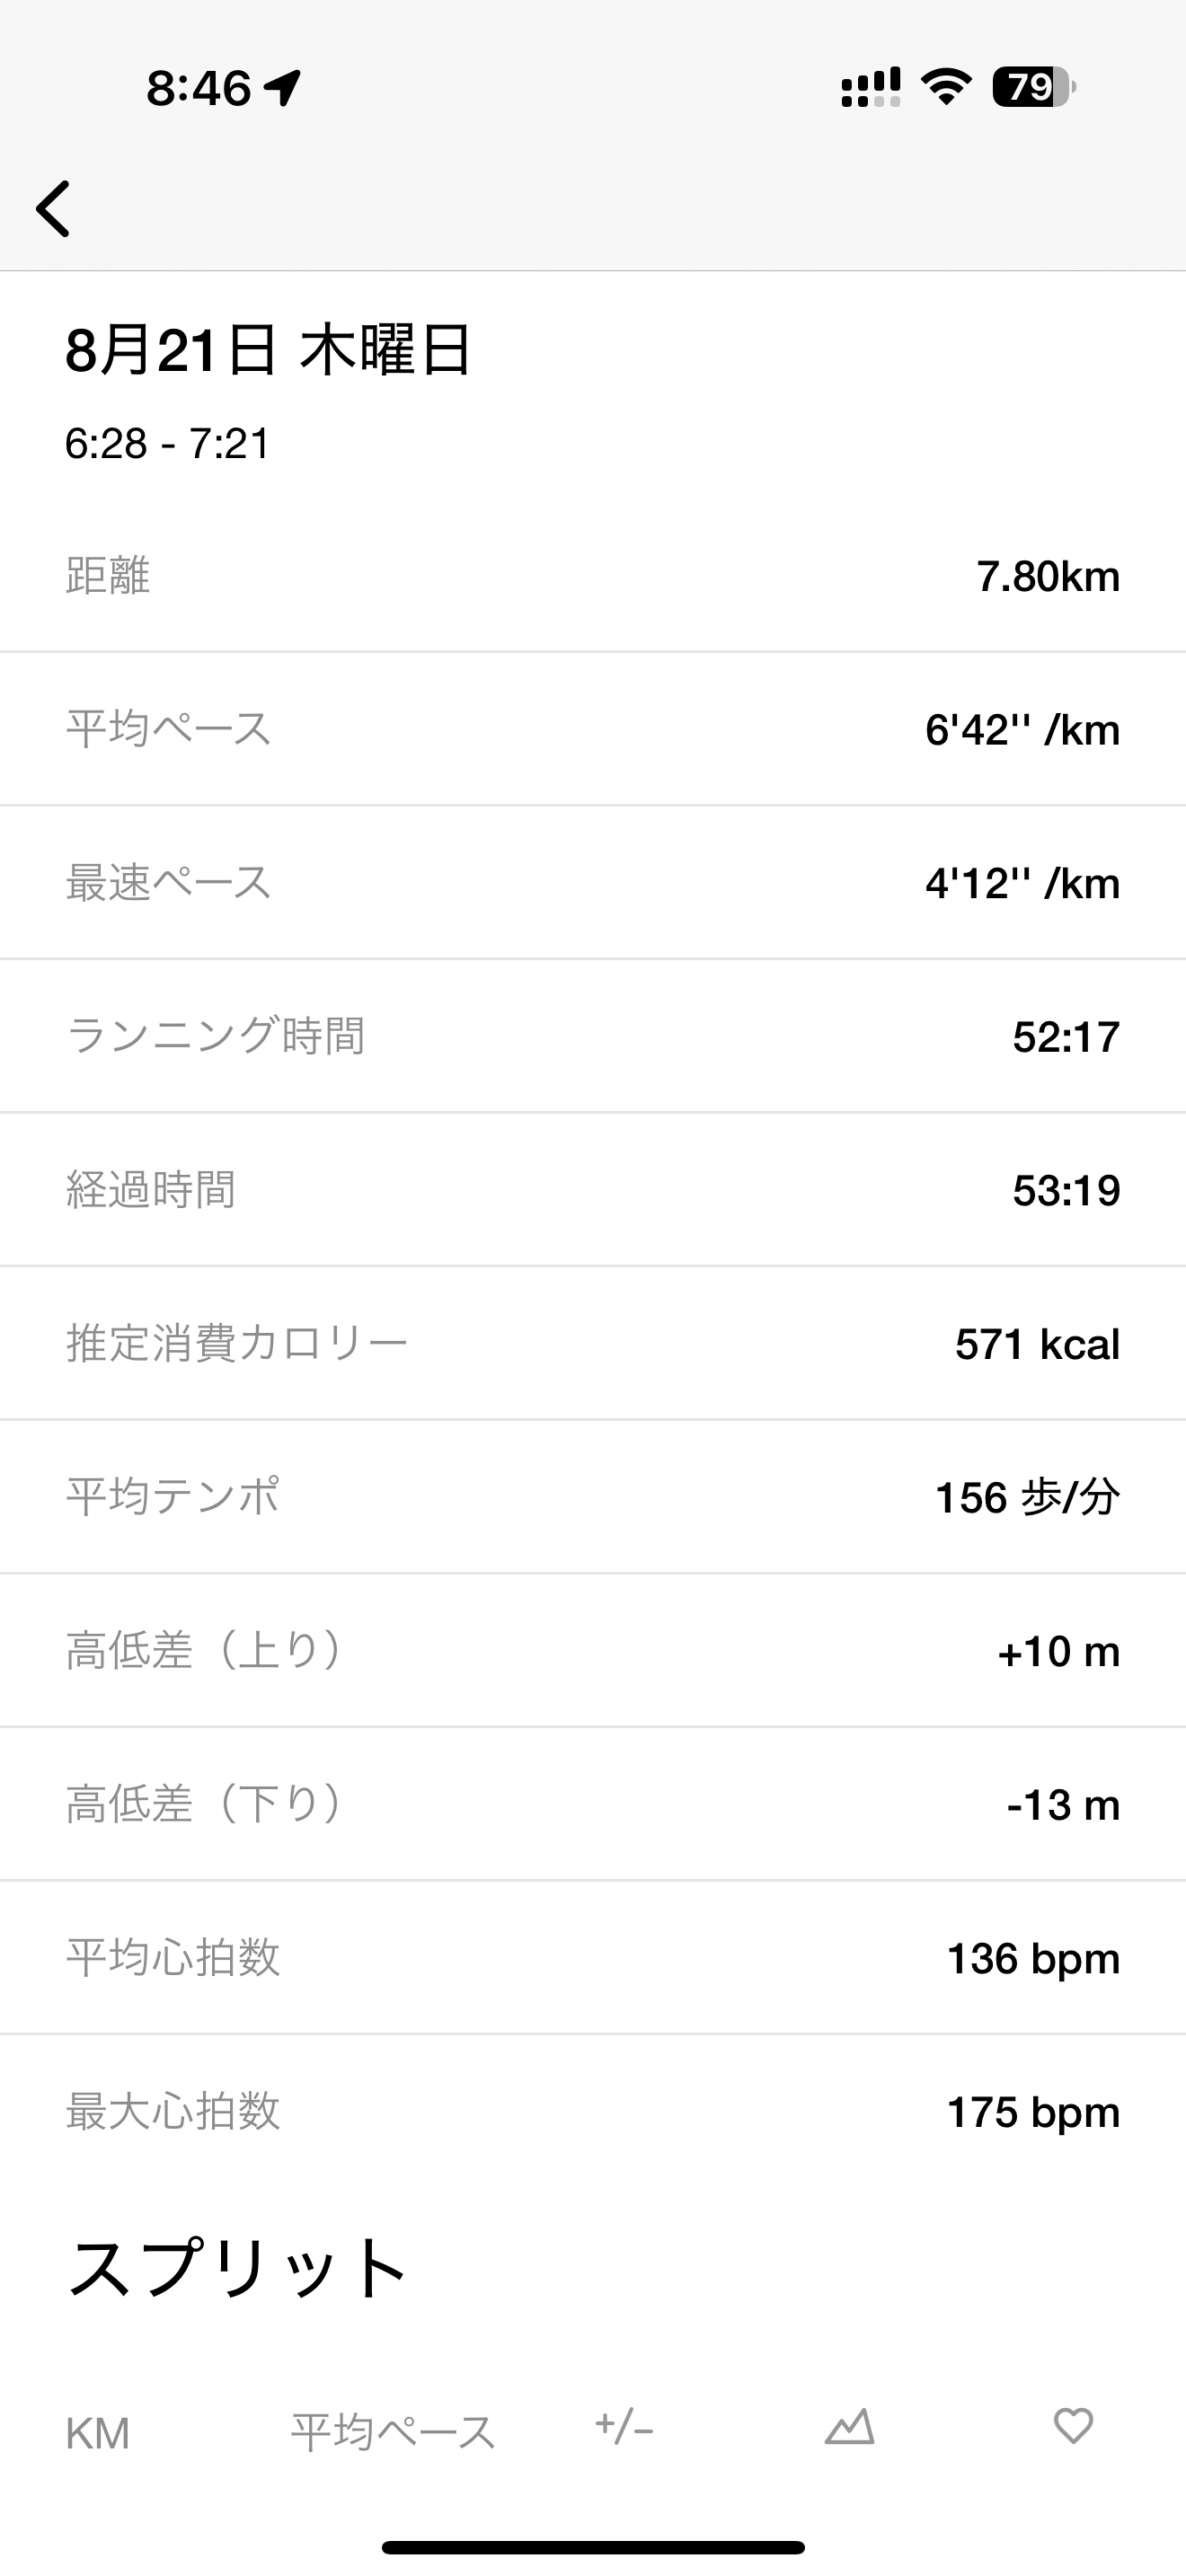 8:46
79
8月21日 木曜日
6:28 - 7:21
距離 7.80km
平均ペース 6'42'' /km
最速ペース 4'12'' /km
ランニング時間 52:17
経過時間 53:19
推定消費カロリー 571 kcal
平均テンポ 156 歩/分
高低差（上り） +10 m
高低差（下り） -13 m
平均心拍数 136 bpm
最大心拍数 175 bpm
スプリット
KM 平均ペース +/-